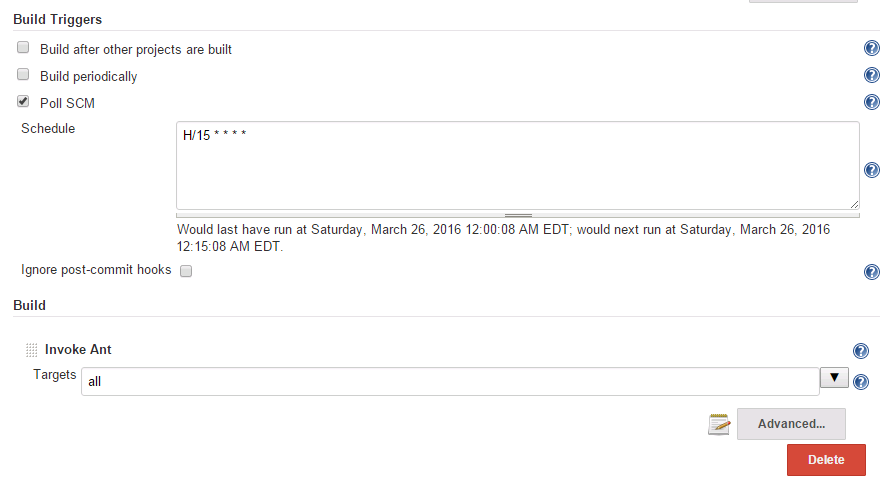 Build Triggers
Build after other projects are built
Build periodically
Poll SCM
Schedule
H/15 * * * *
Would last have run at Saturday, March 26, 2016 12:00:08 AM EDT; would next run at Saturday, March 26, 2016
12:15:08 AM EDT.
Ignore post-commit hooks
Build
Invoke Ant
Targets
all
Advanced...
Delete